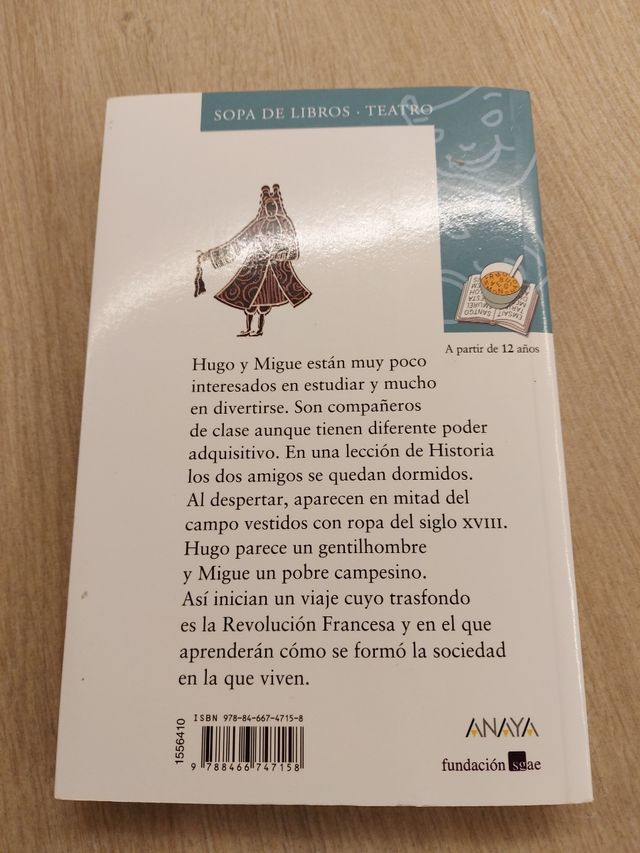 SOPA DE LIBROS · TEATRO
A partir de 12 años
Hugo y Migue están muy poco
interesados en estudiar y mucho
en divertirse. Son compañeros
de clase aunque tienen diferente poder
adquisitivo. En una lección de Historia
los dos amigos se quedan dormidos.
Al despertar, aparecen en mitad del
campo vestidos con ropa del siglo XVIII.
Hugo parece un gentilhombre
y Migue un pobre campesino.
Así inician un viaje cuyo trasfondo
es la Revolución Francesa y en el que
aprenderán cómo se formó la sociedad
en la que viven.
1556410
ISBN 978-84-667-4715-8
9 788466 747158
ANAYA
fundación sgae